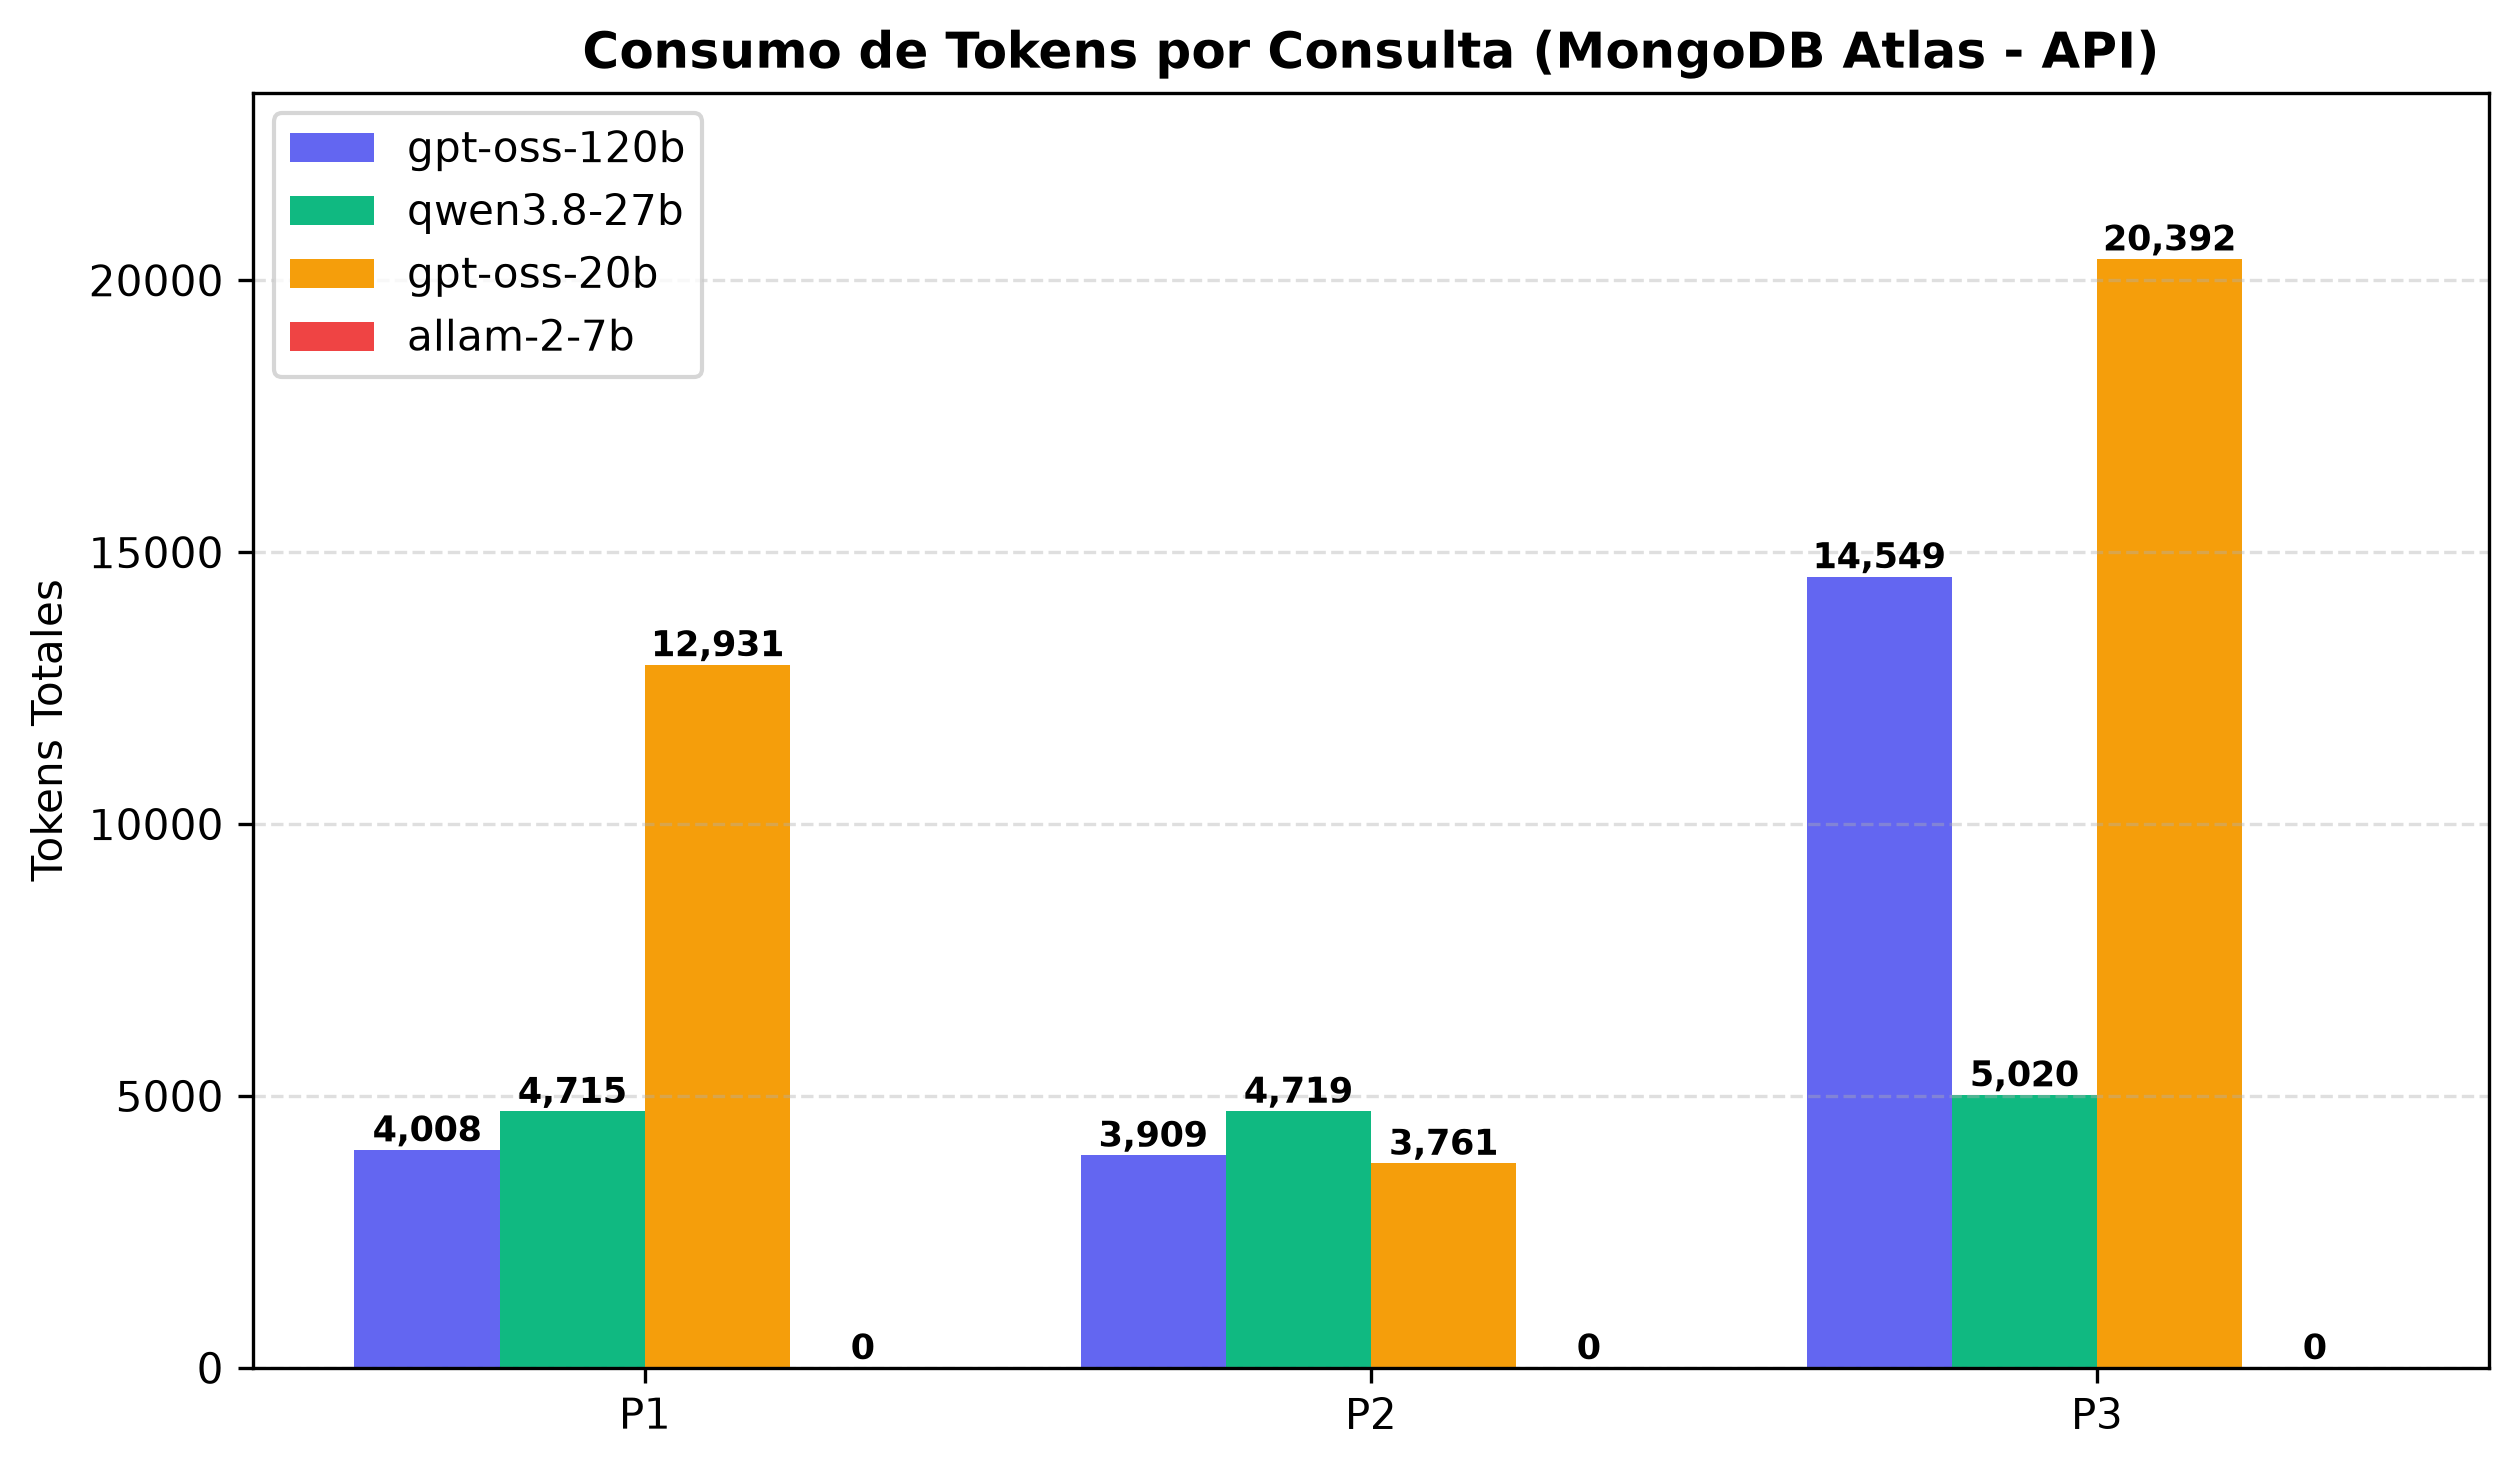 Consumo de Tokens por Consulta (MongoDB Atlas - API)
gpt-oss-120b
qwen3.8-27b
gpt-oss-20b
allam-2-7b
Tokens Totales
20000
15000
10000
5000
0
4,008
4,715
12,931
0
3,909
4,719
3,761
0
14,549
5,020
20,392
0
P1
P2
P3